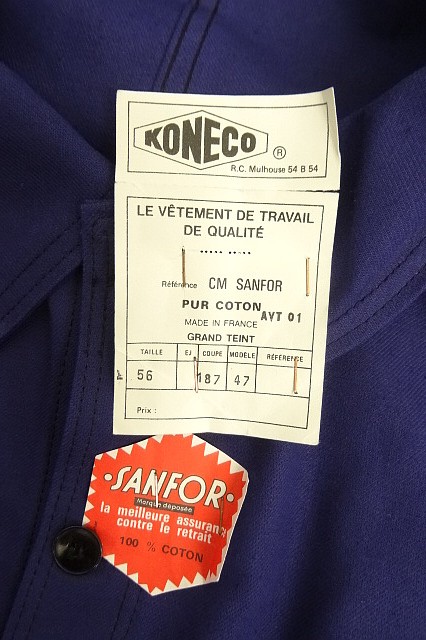 KONECO
®
R.C. Mulhouse 54 B 54
LE VÊTEMENT DE TRAVAIL
DE QUALITÉ
Référence CM SANFOR
PUR COTON AYT 01
MADE IN FRANCE
GRAND TEINT
TAILLE EJ COUPE MODÈLE RÉFÉRENCE
56 187 47
Prix :
·SANFOR·
Marque déposée
la meilleure assurance
contre le retrait
100 % COTON